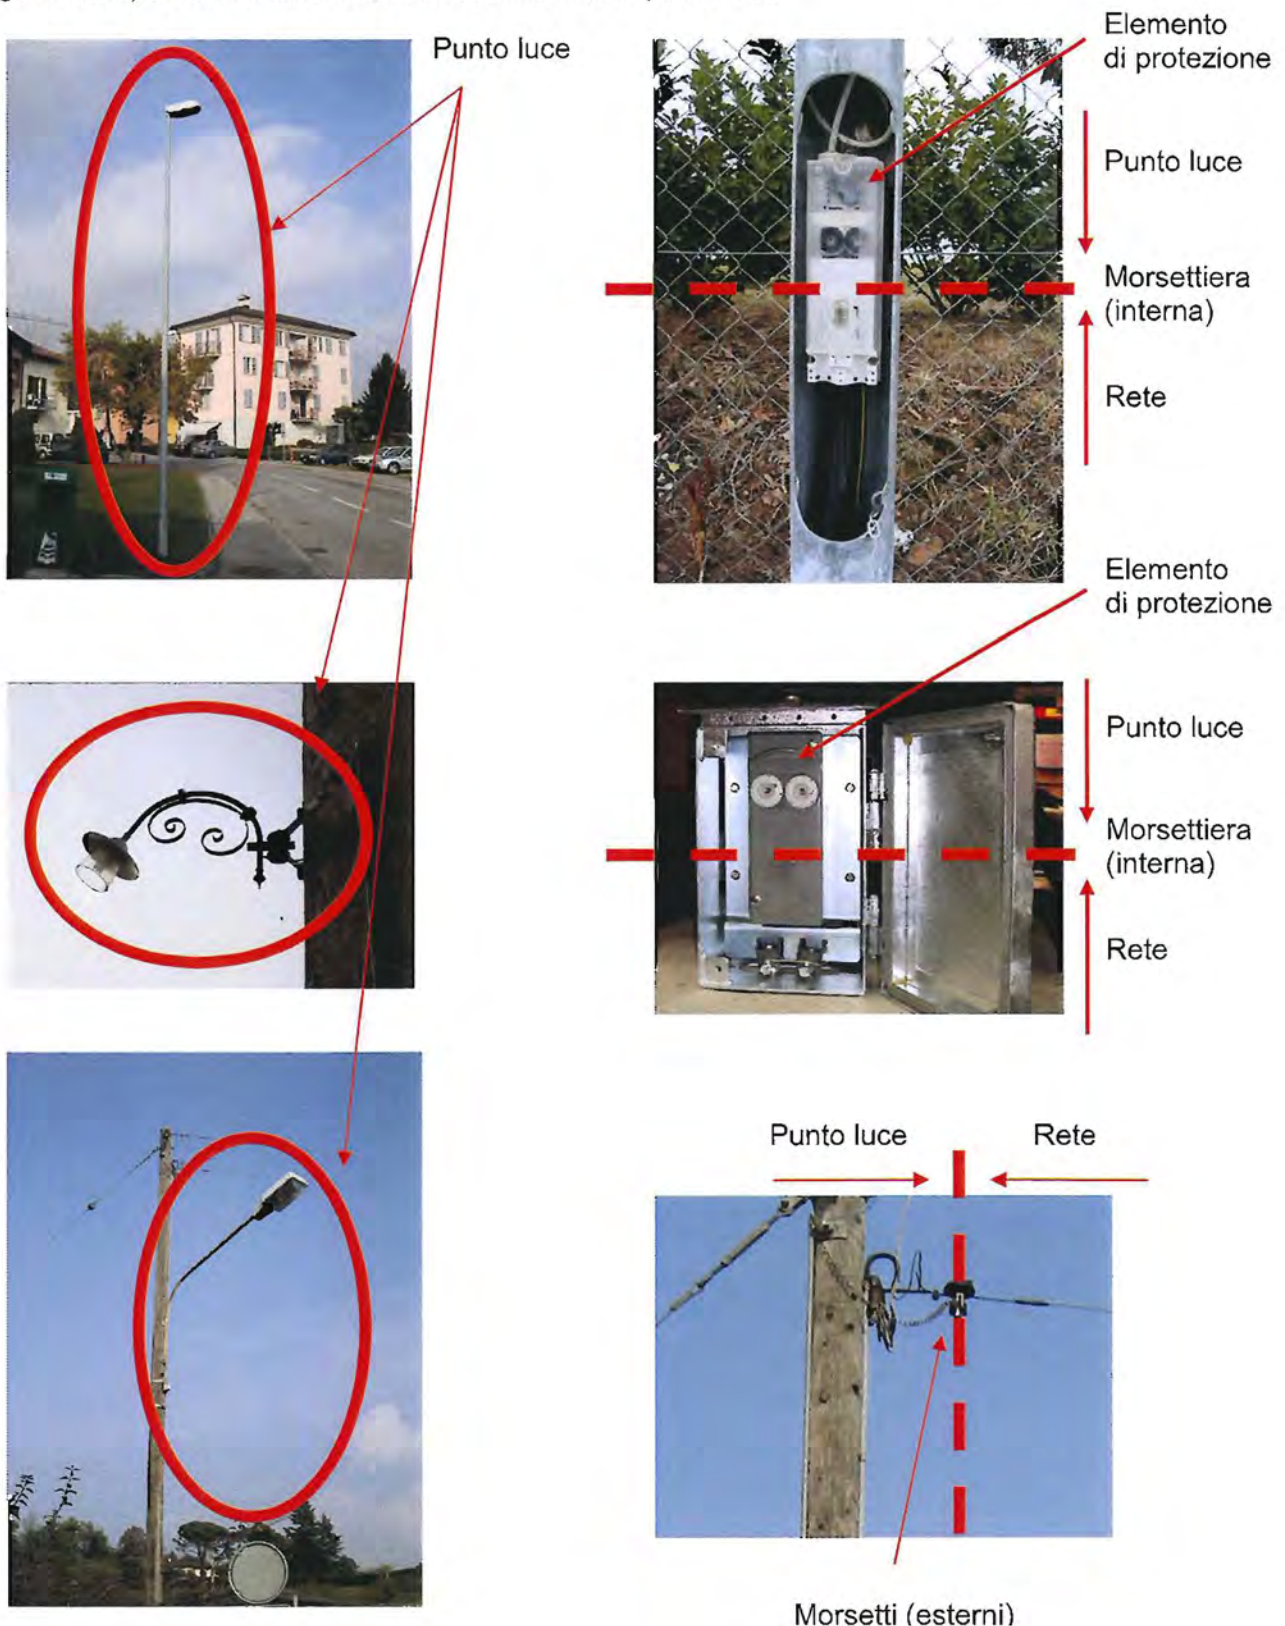 Punto luce
Elemento
di protezione
Punto luce
Morsettiera
(interna)
Rete
Elemento
di protezione
Punto luce
Morsettiera
(interna)
Rete
Punto luce
Rete
Morsetti (esterni)